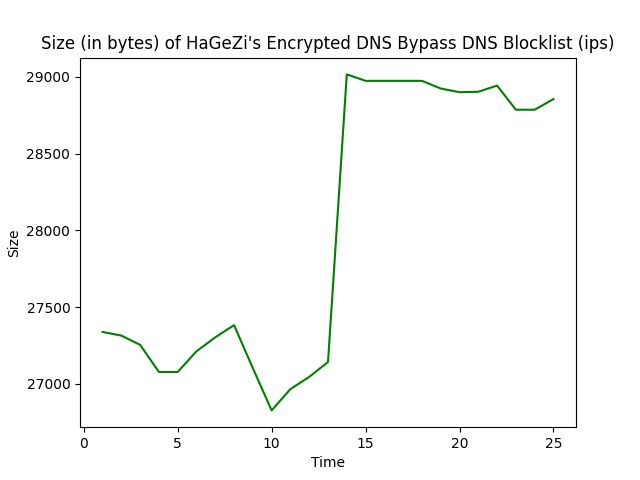 Size (in bytes) of HaGeZi's Encrypted DNS Bypass DNS Blocklist (ips)
29000
28500
28000
27500
27000
Size
0 5 10 15 20 25
Time